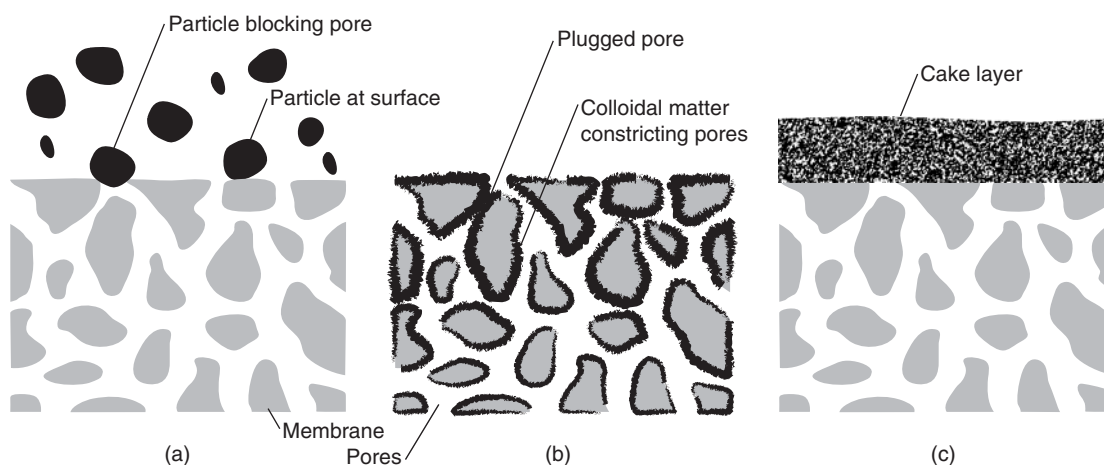 Particle blocking pore
Particle at surface
Plugged pore
Colloidal matter
constricting pores
Cake layer
Membrane
Pores
(a)
(b)
(c)